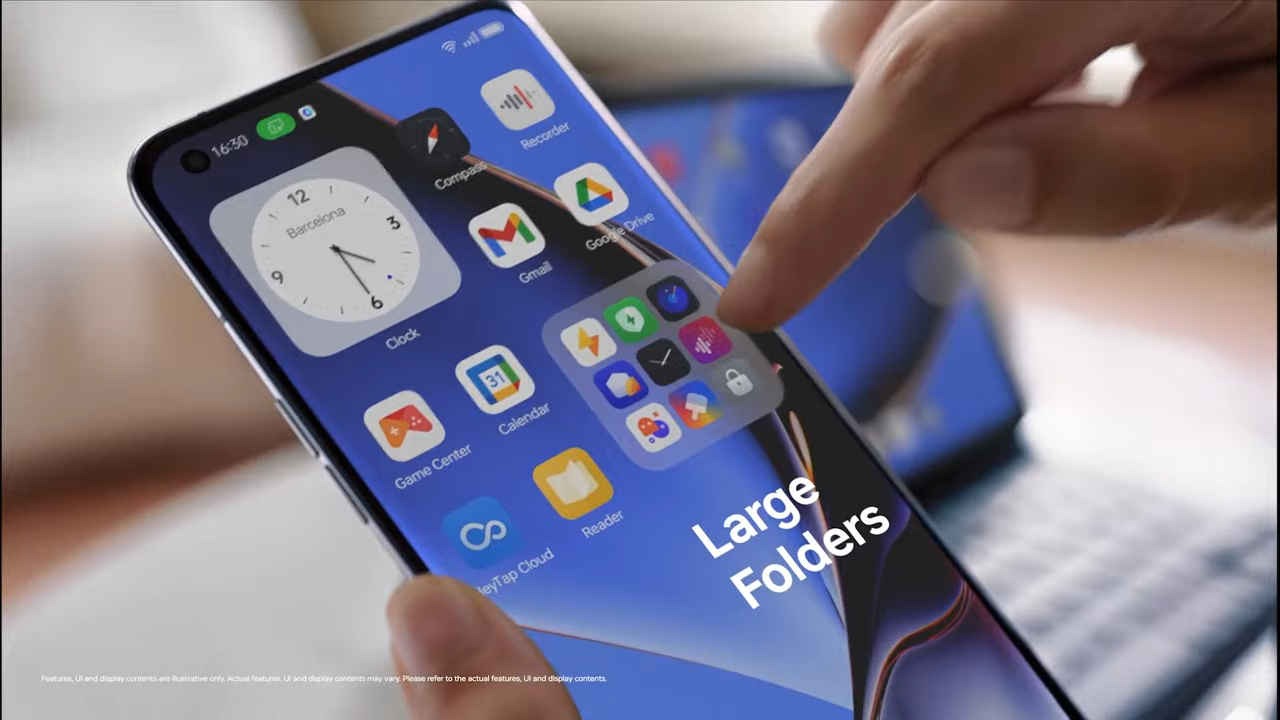 16:30
12
Barcelona
3
9
6
Clock
Compass
Recorder
Gmail
Google Drive
Game Center
31
Calendar
leyTap Cloud
Reader
Large
Folders
Features, UI and display contents are illustrative only. Actual features, UI and display contents may vary. Please refer to the actual features, UI and display contents.